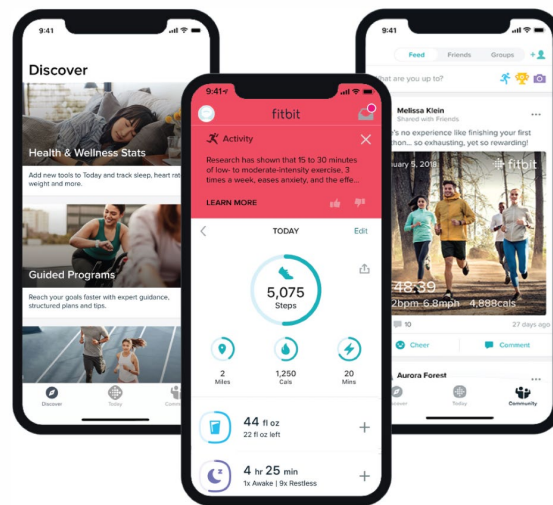 9:41
Discover
Health & Wellness Stats
Add new tools to Today and track sleep, heart
weight and more.
Guided Programs
Reach your goals faster with expert guidance,
structured plans and tips.
Discover
Today
9:41
fitbit
Activity
Research has shown that 15 to 30 minutes
of low- to moderate-intensity exercise, 3
times a week, eases anxiety, and the effe...
LEARN MORE
TODAY
Edit
5,075
Steps
2
Miles
1,250
Cals
20
Mins
44 fl oz
22 fl oz left
4 hr 25 min
1x Awake | 9x Restless
9:41
Feed
Friends
Groups
are you up to?
Melissa Klein
Shared with Friends
no experience like finishing your first
so exhausting, yet so rewarding!
5, 2018
fitbit
48:39
6.8mph 4,888cals
10
27 days ago
Cheer
Comment
Aurora Forest
Today
Community